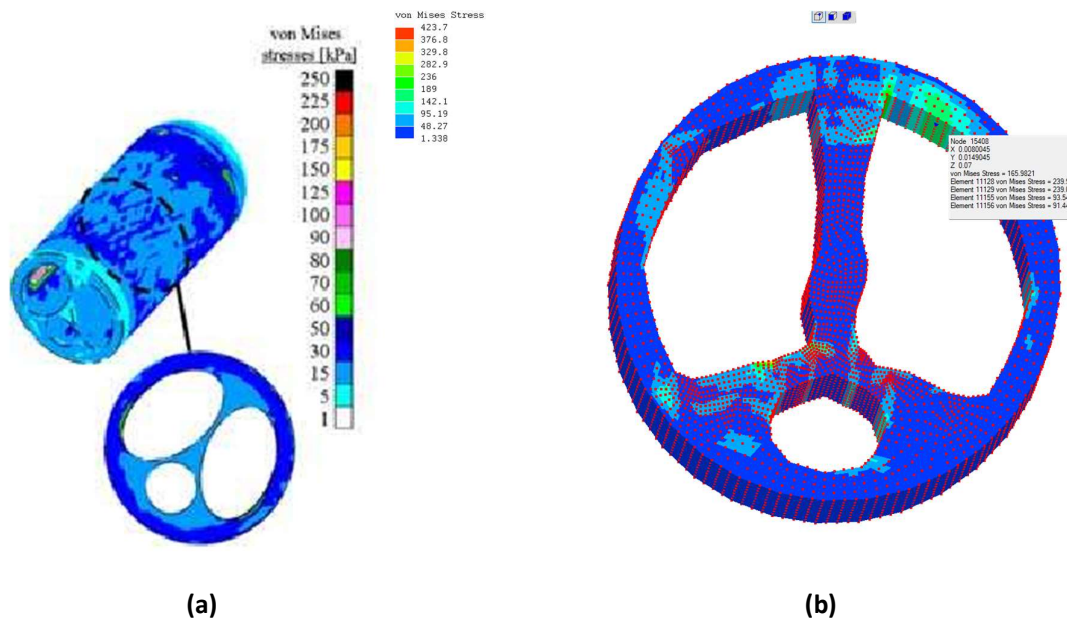 von Mises
stresses [kPa]
250
225
200
175
150
125
100
90
80
70
60
50
30
15
5
1
von Mises Stress
423.7
376.8
329.8
282.9
236
189
142.1
95.19
48.27
1.338
Node 15408
X 0.0080045
Y 0.0149045
Z 0.07
von Mises Stress = 165.9821
Element 11128 von Mises Stress = 239.
Element 11129 von Mises Stress = 239.
Element 11155 von Mises Stress = 93.54
Element 11156 von Mises Stress = 91.44
(a)
(b)